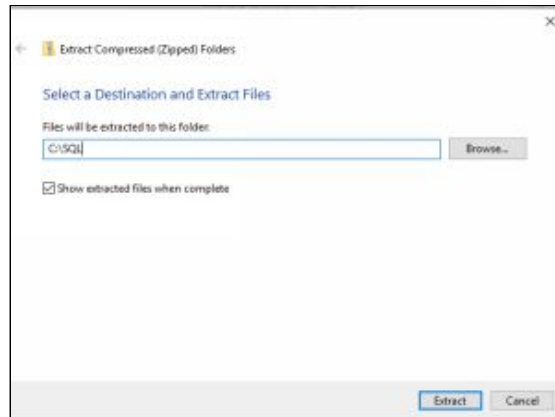 Extract Compressed (Zipped) Folders
Select a Destination and Extract Files
Files will be extracted to this folder:
C:\SQL
Browse...
Show extracted files when complete
Extract
Cancel